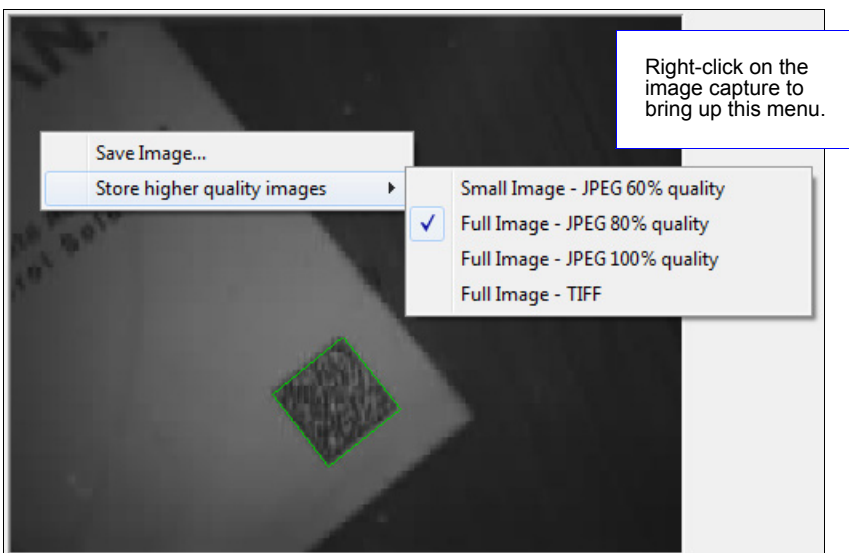 Right-click on the
image capture to
bring up this menu.
Save Image...
Store higher quality images
Small Image - JPEG 60% quality
Full Image - JPEG 80% quality
Full Image - JPEG 100% quality
Full Image - TIFF